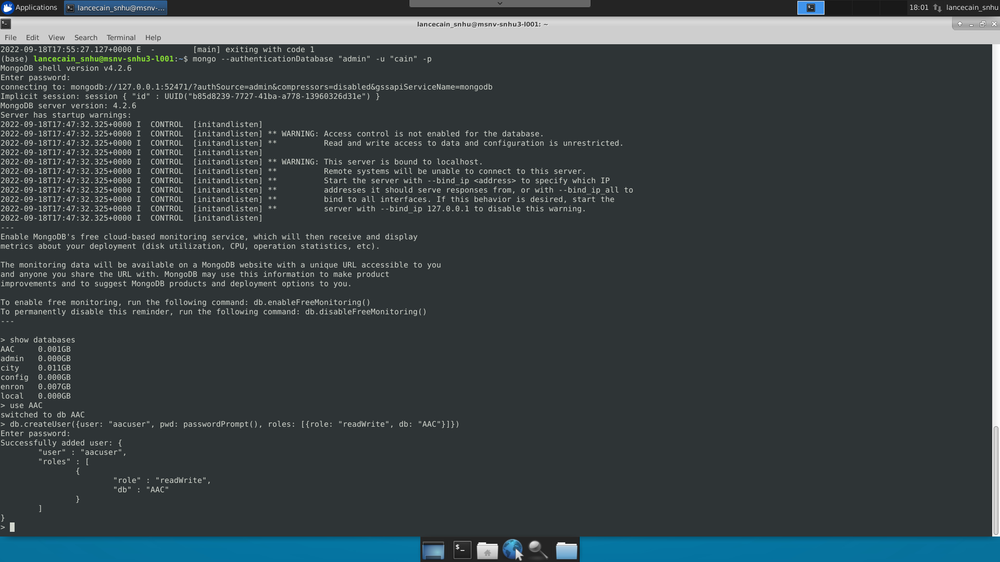 Applications
lancecain_snhu@msnv-...
18:01
lancecain_snhu
lancecain_snhu@msnv-snhu3-l001: ~
File Edit View Search Terminal Help
2022-09-18T17:55:27.127+0000 E  -        [main] exiting with code 1
(base) lancecain_snhu@msnv-snhu3-l001:~$ mongo --authenticationDatabase "admin" -u "cain" -p
MongoDB shell version v4.2.6
Enter password:
connecting to: mongodb://127.0.0.1:52471/?authSource=admin&compressors=disabled&gssapiServiceName=mongodb
Implicit session: session { "id" : UUID("b85d8239-7727-41ba-a778-13960326d31e") }
MongoDB server version: 4.2.6
Server has startup warnings:
2022-09-18T17:47:32.325+0000 I  CONTROL  [initandlisten]
2022-09-18T17:47:32.325+0000 I  CONTROL  [initandlisten] ** WARNING: Access control is not enabled for the database.
2022-09-18T17:47:32.325+0000 I  CONTROL  [initandlisten] **          Read and write access to data and configuration is unrestricted.
2022-09-18T17:47:32.325+0000 I  CONTROL  [initandlisten]
2022-09-18T17:47:32.325+0000 I  CONTROL  [initandlisten] ** WARNING: This server is bound to localhost.
2022-09-18T17:47:32.325+0000 I  CONTROL  [initandlisten] **          Remote systems will be unable to connect to this server.
2022-09-18T17:47:32.325+0000 I  CONTROL  [initandlisten] **          Start the server with --bind_ip <address> to specify which IP
2022-09-18T17:47:32.325+0000 I  CONTROL  [initandlisten] **          addresses it should serve responses from, or with --bind_ip_all to
2022-09-18T17:47:32.325+0000 I  CONTROL  [initandlisten] **          bind to all interfaces. If this behavior is desired, start the
2022-09-18T17:47:32.325+0000 I  CONTROL  [initandlisten] **          server with --bind_ip 127.0.0.1 to disable this warning.
2022-09-18T17:47:32.325+0000 I  CONTROL  [initandlisten]
---
Enable MongoDB's free cloud-based monitoring service, which will then receive and display
metrics about your deployment (disk utilization, CPU, operation statistics, etc).

The monitoring data will be available on a MongoDB website with a unique URL accessible to you
and anyone you share the URL with. MongoDB may use this information to make product
improvements and to suggest MongoDB products and deployment options to you.

To enable free monitoring, run the following command: db.enableFreeMonitoring()
To permanently disable this reminder, run the following command: db.disableFreeMonitoring()
---

> show databases
AAC     0.001GB
admin   0.000GB
city    0.011GB
config  0.000GB
enron   0.007GB
local   0.000GB
> use AAC
switched to db AAC
> db.createUser({user: "aacuser", pwd: passwordPrompt(), roles: [{role: "readWrite", db: "AAC"}]})
Enter password:
Successfully added user: {
        "user" : "aacuser",
        "roles" : [
                {
                        "role" : "readWrite",
                        "db" : "AAC"
                }
        ]
}
>
$_